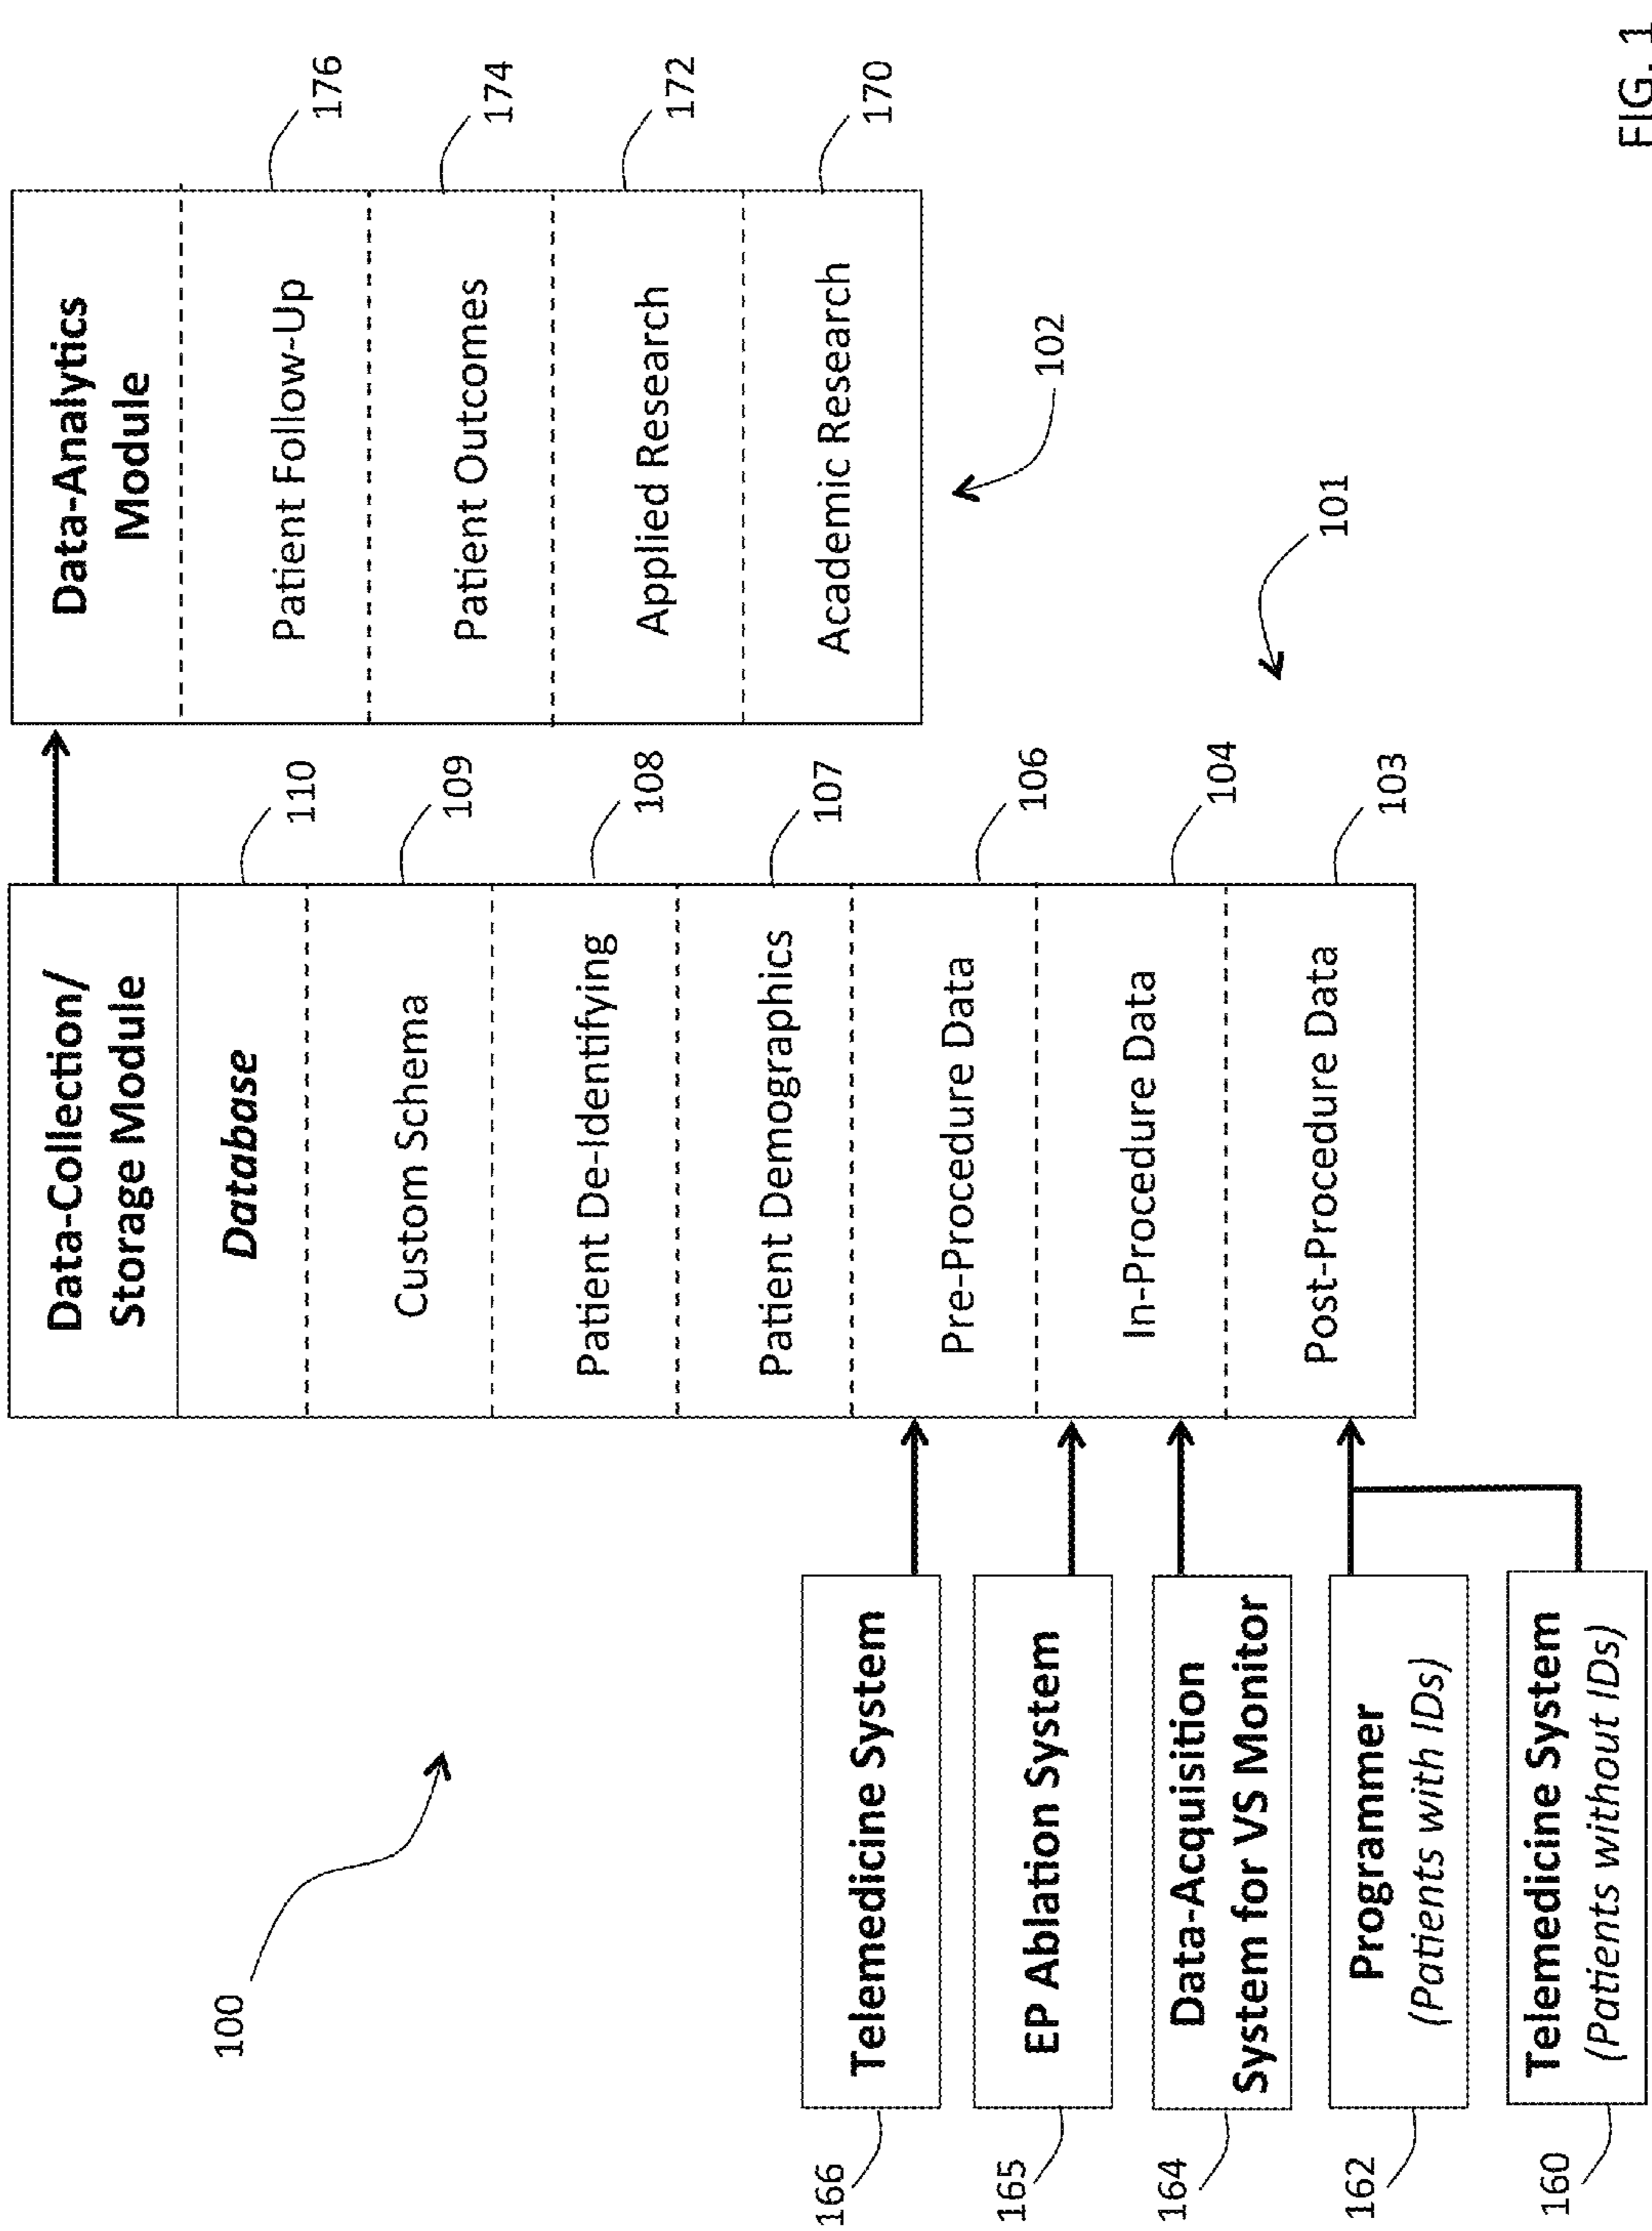 100
166
Telemedicine System
165
EP Ablation System
164
Data-Acquisition
System for VS Monitor
162
Programmer
(Patients with IDs)
160
Telemedicine System
(Patients without IDs)
Data-Collection/
Storage Module
Database
110
Custom Schema
109
Patient De-Identifying
108
Patient Demographics
107
Pre-Procedure Data
106
In-Procedure Data
104
Post-Procedure Data
103
101
Data-Analytics
Module
Patient Follow-Up
176
Patient Outcomes
174
Applied Research
172
Academic Research
170
102
FIG. 1